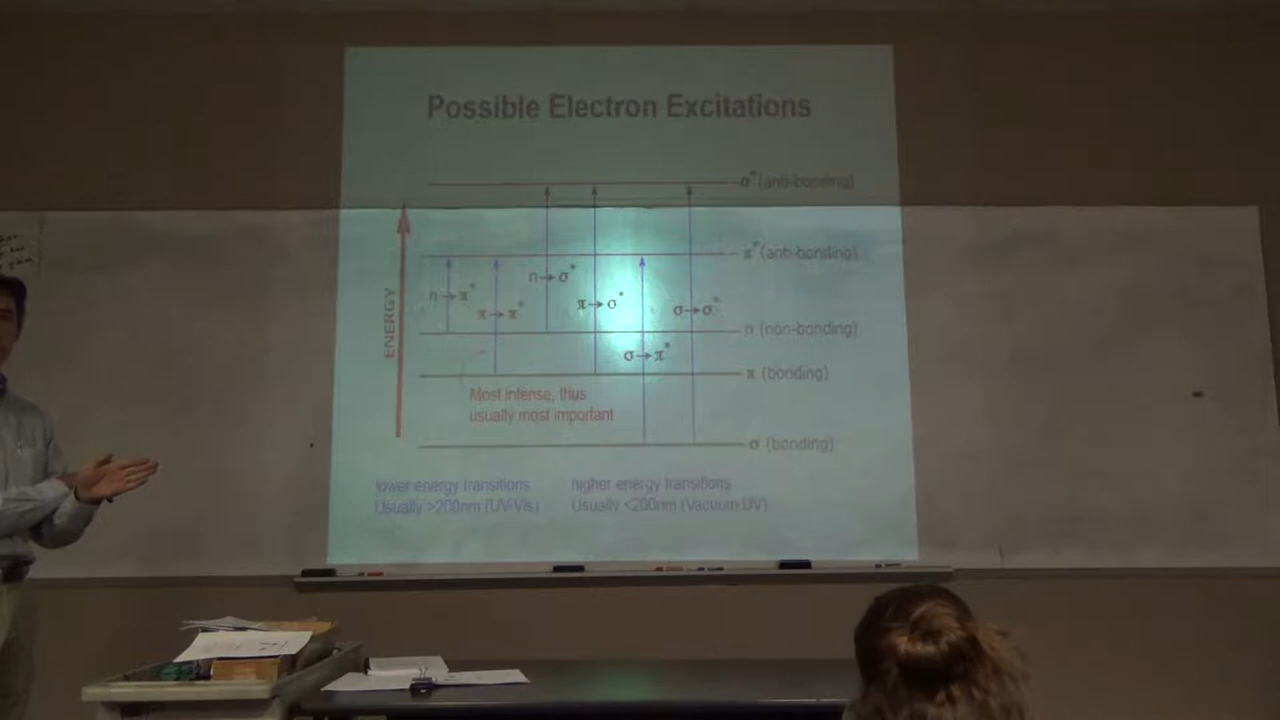 Possible Electron Excitations
σ* (anti-bonding)
π* (anti-bonding)
n→σ*
n→π*
π→σ*
σ→σ*
π→π*
ENERGY
n (non-bonding)
σ→π*
π (bonding)
Most intense, thus
usually most important
σ (bonding)
lower energy transitions
Usually >200nm (UV-Vis)
higher energy transitions
Usually <200nm (Vacuum UV)